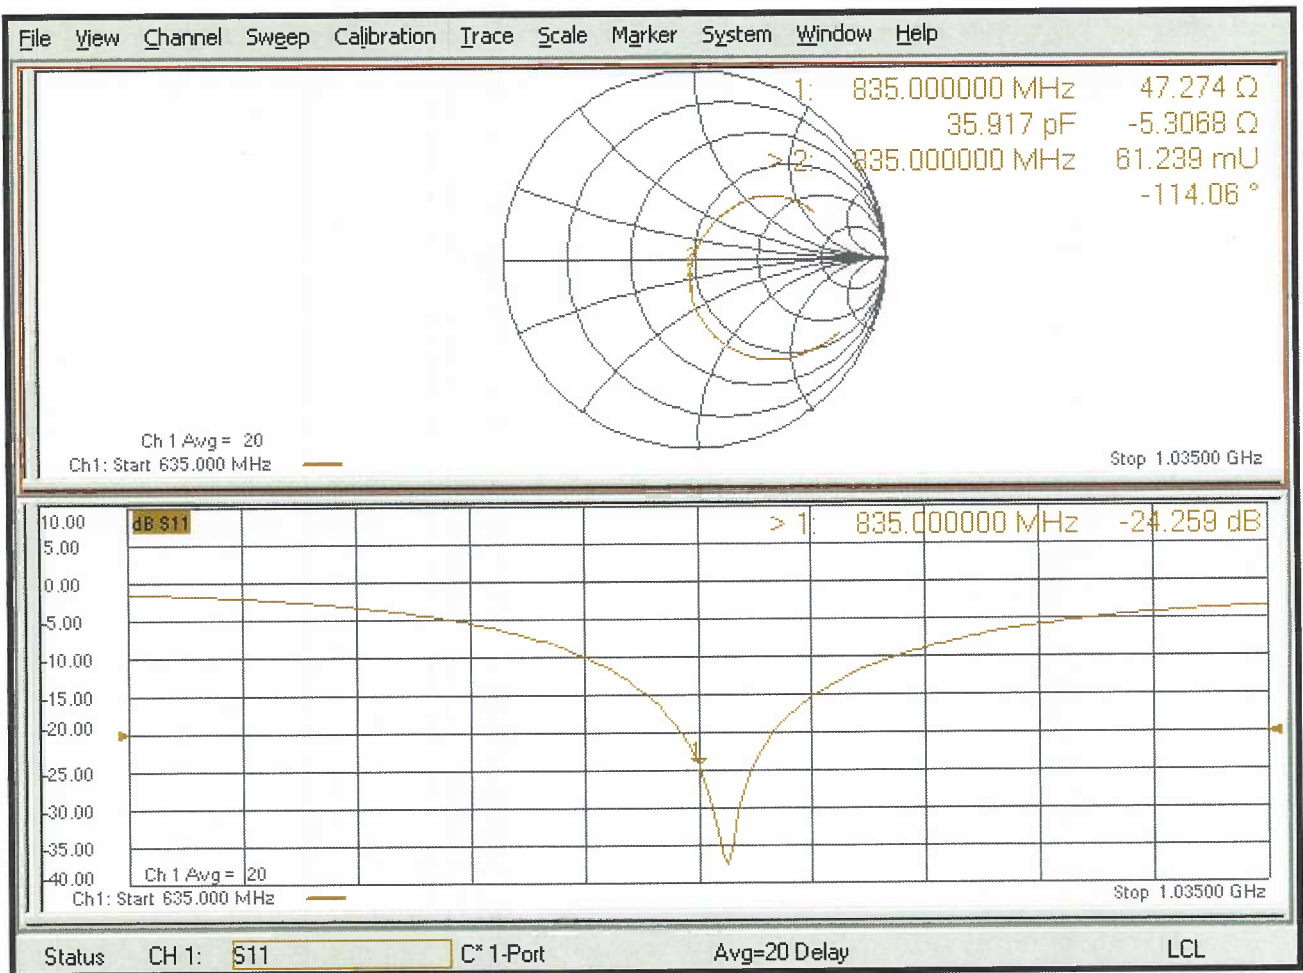 File View Channel Sweep Calibration Trace Scale Marker System Window Help
1: 835.000000 MHz 47.274 Ω
35.917 pF -5.3068 Ω
> 2: 835.000000 MHz 61.239 mU
-114.06 °
Ch 1 Avg = 20
Ch1: Start 635.000 MHz
Stop 1.03500 GHz
10.00
dB S11
> 1: 835.000000 MHz -24.259 dB
5.00
0.00
-5.00
-10.00
-15.00
-20.00
1
-25.00
-30.00
-35.00
-40.00
Ch 1 Avg = 20
Ch1: Start 635.000 MHz
Stop 1.03500 GHz
Status CH 1: S11 C* 1-Port Avg=20 Delay LCL